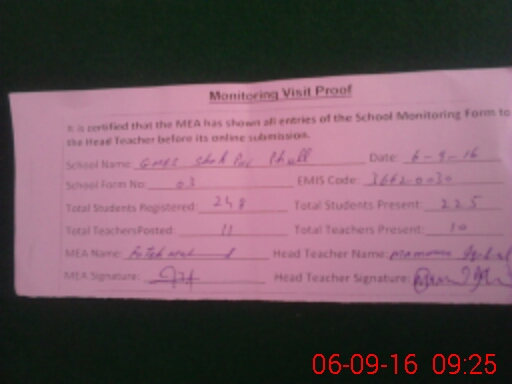 Monitoring Visit Proof
It is certified that the MEA has shown all entries of the School Monitoring Form to
the Head Teacher before its online submission.
School Name: Date: 6-9-16
School Form No: 03 EMIS Code: 3662-0030
Total Students Registered: 248 Total Students Present: 225
Total TeachersPosted: 11 Total Teachers Present: 10
MEA Name: Head Teacher Name:
MEA Signature: Head Teacher Signature:
06-09-16 09:25